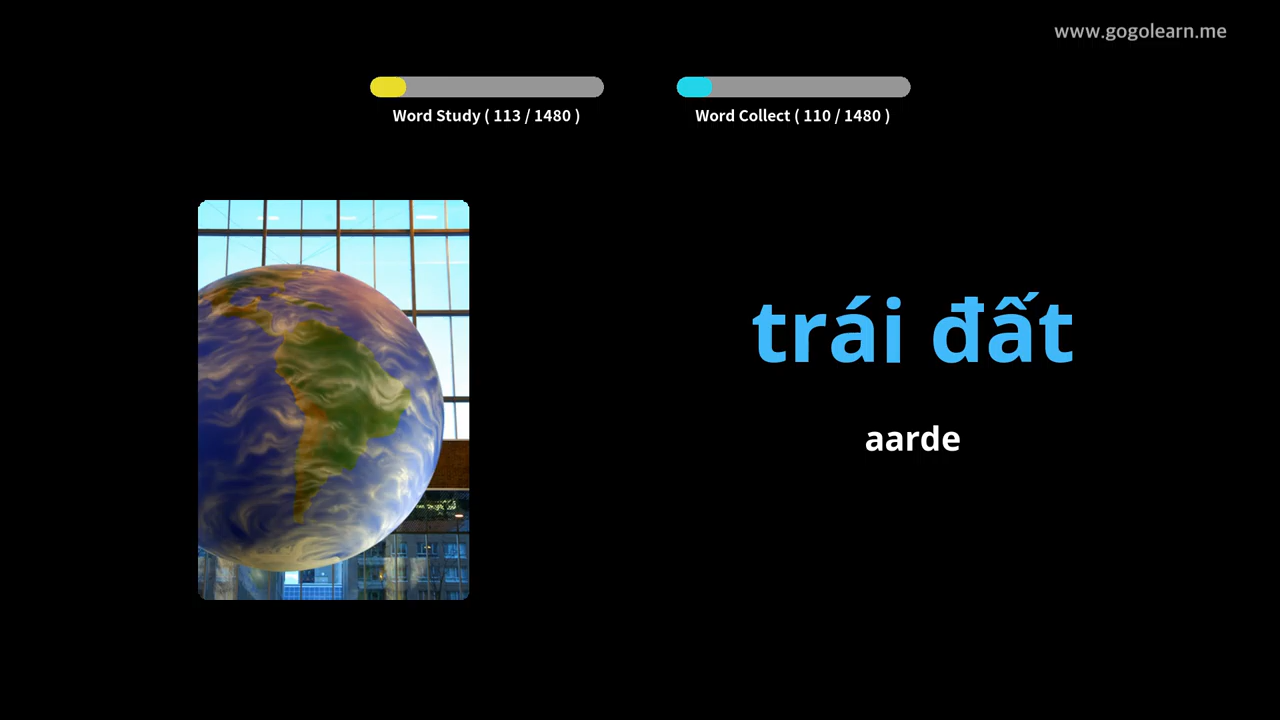 www.gogolearn.me
Word Study ( 113 / 1480 )
Word Collect ( 110 / 1480 )
trái đất
aarde